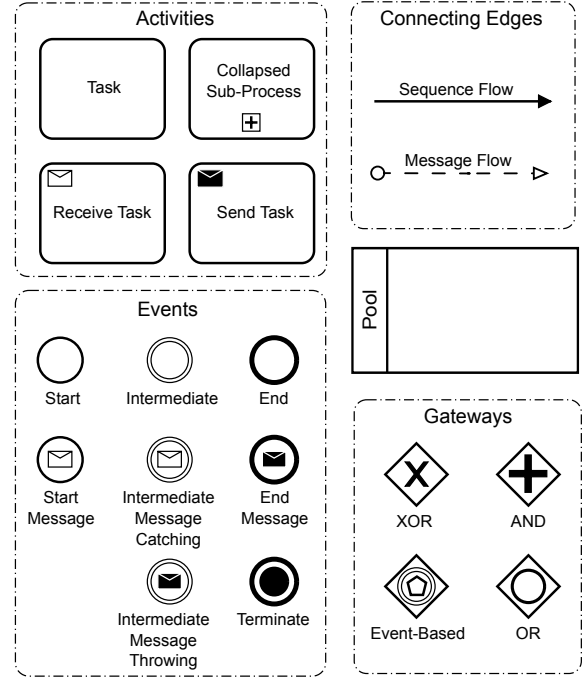 Activities
Task
Collapsed
Sub-Process
Receive Task
Send Task
Connecting Edges
Sequence Flow
Message Flow
Pool
Events
Start
Intermediate
End
Start
Message
Intermediate
Message
Catching
End
Message
Intermediate
Message
Throwing
Terminate
Gateways
X
XOR
AND
Event-Based
OR